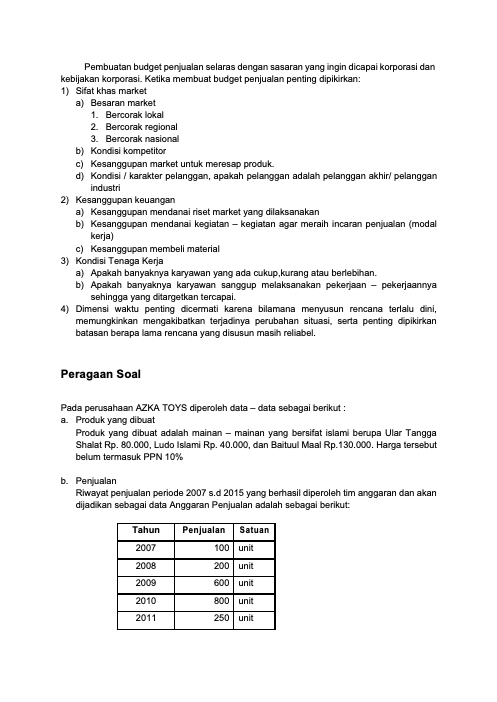 Pembuatan budget penjualan selaras dengan sasaran yang ingin dicapai korporasi dan
kebijakan korporasi. Ketika membuat budget penjualan penting dipikirkan:
1) Sifat khas market
a) Besaran market
1. Bercorak lokal
2. Bercorak regional
3. Bercorak nasional
b) Kondisi kompetitor
c) Kesanggupan market untuk meresap produk.
d) Kondisi / karakter pelanggan, apakah pelanggan adalah pelanggan akhir/ pelanggan
industri
2) Kesanggupan keuangan
a) Kesanggupan mendanai riset market yang dilaksanakan
b) Kesanggupan mendanai kegiatan – kegiatan agar meraih incaran penjualan (modal
kerja)
c) Kesanggupan membeli material
3) Kondisi Tenaga Kerja
a) Apakah banyaknya karyawan yang ada cukup,kurang atau berlebihan.
b) Apakah banyaknya karyawan sanggup melaksanakan pekerjaan – pekerjaannya
sehingga yang ditargetkan tercapai.
4) Dimensi waktu penting dicermati karena bilamana menyusun rencana terlalu dini,
memungkinkan mengakibatkan terjadinya perubahan situasi, serta penting dipikirkan
batasan berapa lama rencana yang disusun masih reliabel.
Peragaan Soal
Pada perusahaan AZKA TOYS diperoleh data – data sebagai berikut :
a. Produk yang dibuat
Produk yang dibuat adalah mainan – mainan yang bersifat islami berupa Ular Tangga
Shalat Rp. 80.000, Ludo Islami Rp. 40.000, dan Baituul Maal Rp.130.000. Harga tersebut
belum termasuk PPN 10%
b. Penjualan
Riwayat penjualan periode 2007 s.d 2015 yang berhasil diperoleh tim anggaran dan akan
dijadikan sebagai data Anggaran Penjualan adalah sebagai berikut:
Tahun Penjualan Satuan
2007 100 unit
2008 200 unit
2009 600 unit
2010 800 unit
2011 250 unit